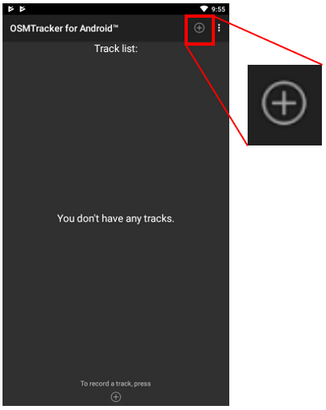 9:55
OSMTracker for Android™
Track list:
You don't have any tracks.
To record a track, press